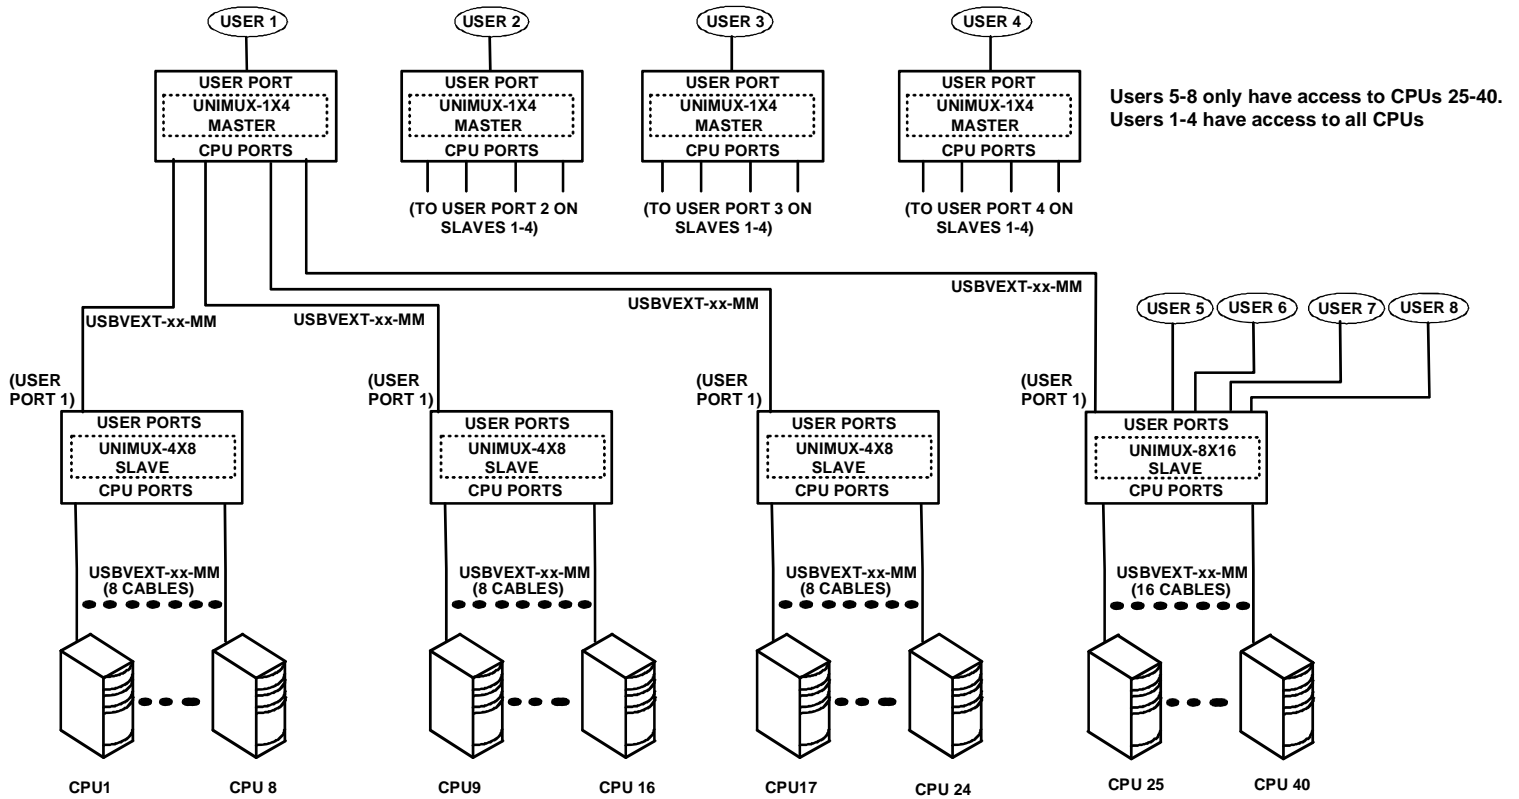 USER 1
USER 2
USER 3
USER 4
USER PORT
UNIMUX-1X4
MASTER
CPU PORTS
USER PORT
UNIMUX-1X4
MASTER
CPU PORTS
USER PORT
UNIMUX-1X4
MASTER
CPU PORTS
USER PORT
UNIMUX-1X4
MASTER
CPU PORTS
Users 5-8 only have access to CPUs 25-40.
Users 1-4 have access to all CPUs
(TO USER PORT 2 ON
SLAVES 1-4)
(TO USER PORT 3 ON
SLAVES 1-4)
(TO USER PORT 4 ON
SLAVES 1-4)
USBVEXT-xx-MM
USBVEXT-xx-MM
USBVEXT-xx-MM
USBVEXT-xx-MM
USER 5
USER 6
USER 7
USER 8
(USER
PORT 1)
(USER
PORT 1)
(USER
PORT 1)
(USER
PORT 1)
USER PORTS
UNIMUX-4X8
SLAVE
CPU PORTS
USER PORTS
UNIMUX-4X8
SLAVE
CPU PORTS
USER PORTS
UNIMUX-4X8
SLAVE
CPU PORTS
USER PORTS
UNIMUX-8X16
SLAVE
CPU PORTS
USBVEXT-xx-MM
(8 CABLES)
USBVEXT-xx-MM
(8 CABLES)
USBVEXT-xx-MM
(8 CABLES)
USBVEXT-xx-MM
(16 CABLES)
CPU1
CPU 8
CPU9
CPU 16
CPU17
CPU 24
CPU 25
CPU 40